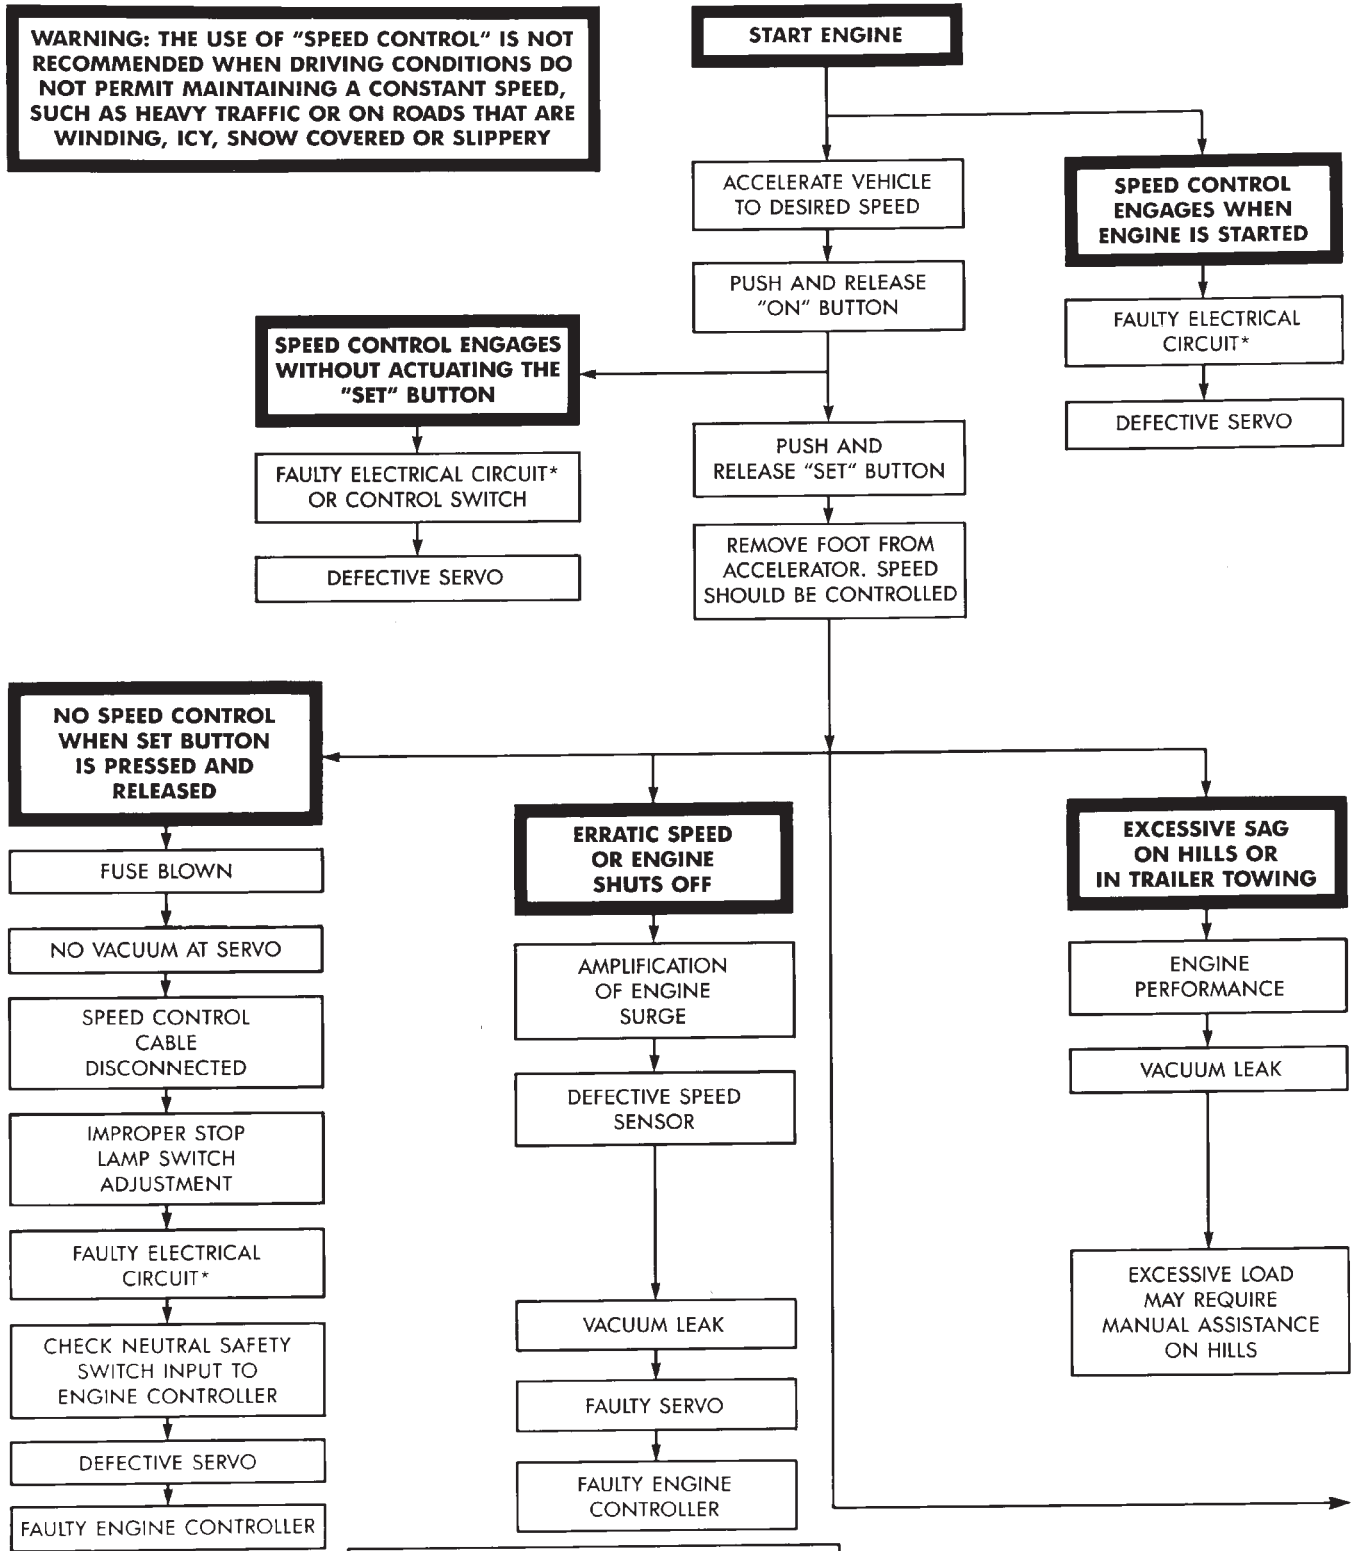 WARNING: THE USE OF "SPEED CONTROL" IS NOT
RECOMMENDED WHEN DRIVING CONDITIONS DO
NOT PERMIT MAINTAINING A CONSTANT SPEED,
SUCH AS HEAVY TRAFFIC OR ON ROADS THAT ARE
WINDING, ICY, SNOW COVERED OR SLIPPERY
START ENGINE
ACCELERATE VEHICLE
TO DESIRED SPEED
SPEED CONTROL
ENGAGES WHEN
ENGINE IS STARTED
PUSH AND RELEASE
"ON" BUTTON
FAULTY ELECTRICAL
CIRCUIT*
DEFECTIVE SERVO
SPEED CONTROL ENGAGES
WITHOUT ACTUATING THE
"SET" BUTTON
FAULTY ELECTRICAL CIRCUIT*
OR CONTROL SWITCH
DEFECTIVE SERVO
PUSH AND
RELEASE "SET" BUTTON
REMOVE FOOT FROM
ACCELERATOR. SPEED
SHOULD BE CONTROLLED
NO SPEED CONTROL
WHEN SET BUTTON
IS PRESSED AND
RELEASED
FUSE BLOWN
NO VACUUM AT SERVO
SPEED CONTROL
CABLE
DISCONNECTED
IMPROPER STOP
LAMP SWITCH
ADJUSTMENT
FAULTY ELECTRICAL
CIRCUIT*
CHECK NEUTRAL SAFETY
SWITCH INPUT TO
ENGINE CONTROLLER
DEFECTIVE SERVO
FAULTY ENGINE CONTROLLER
ERRATIC SPEED
OR ENGINE
SHUTS OFF
AMPLIFICATION
OF ENGINE
SURGE
DEFECTIVE SPEED
SENSOR
VACUUM LEAK
FAULTY SERVO
FAULTY ENGINE
CONTROLLER
EXCESSIVE SAG
ON HILLS OR
IN TRAILER TOWING
ENGINE
PERFORMANCE
VACUUM LEAK
EXCESSIVE LOAD
MAY REQUIRE
MANUAL ASSISTANCE
ON HILLS